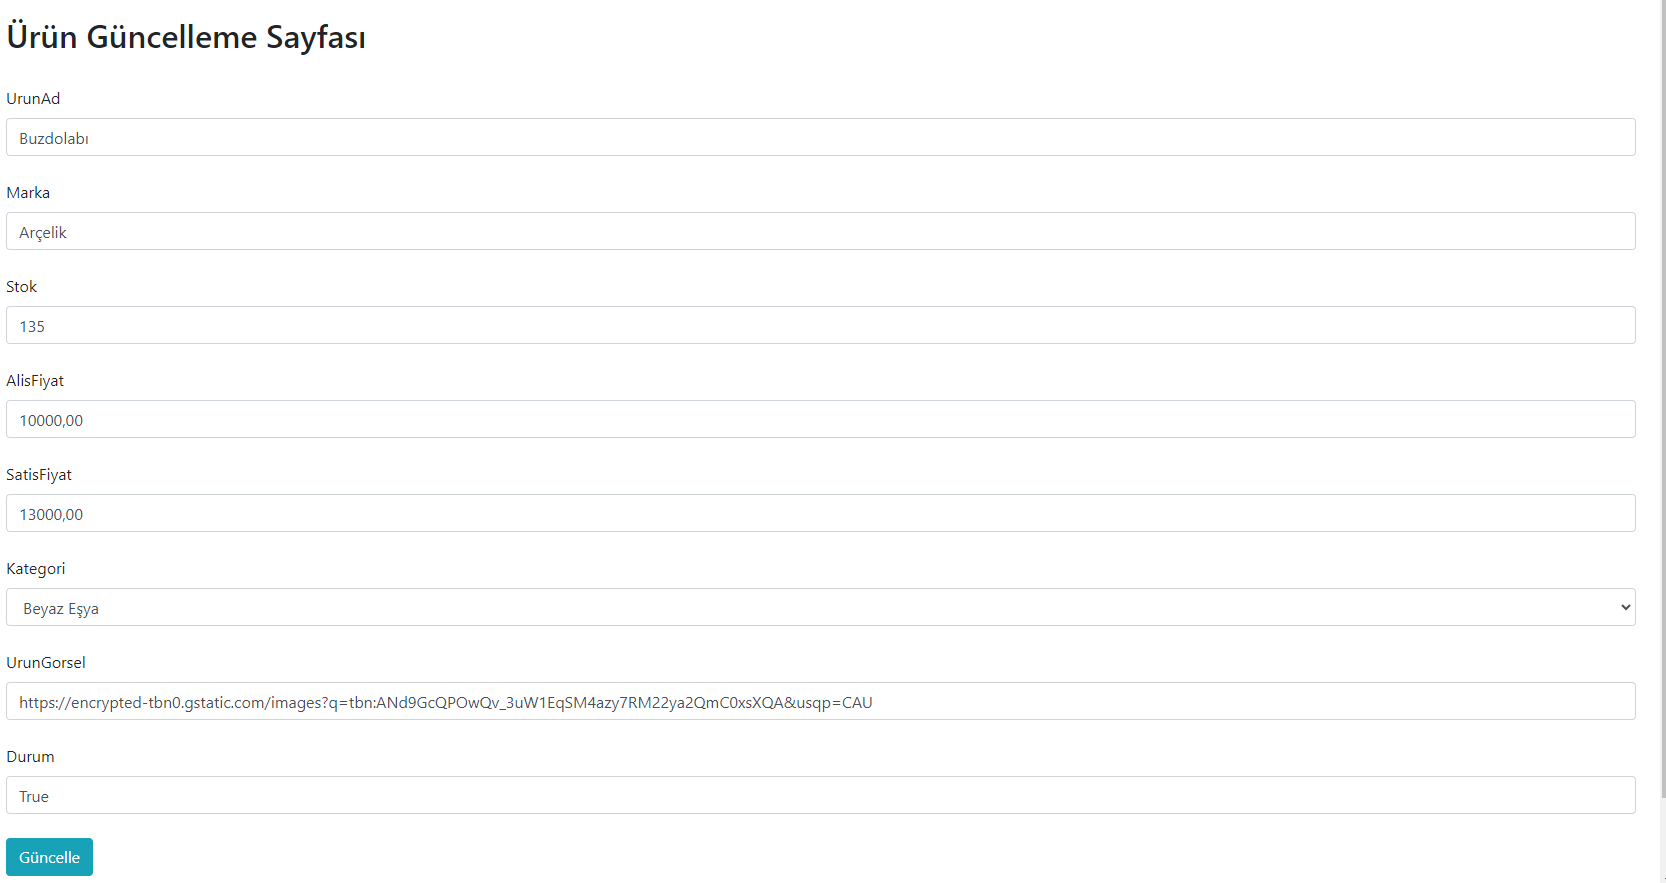 Ürün Güncelleme Sayfası
UrunAd
Buzdolabı
Marka
Arçelik
Stok
135
AlisFiyat
10000,00
SatisFiyat
13000,00
Kategori
Beyaz Eşya
UrunGorsel
https://encrypted-tbn0.gstatic.com/images?q=tbn:ANd9GcQPOwQv_3uW1EqSM4azy7RM22ya2QmC0xsXQA&usqp=CAU
Durum
True
Güncelle